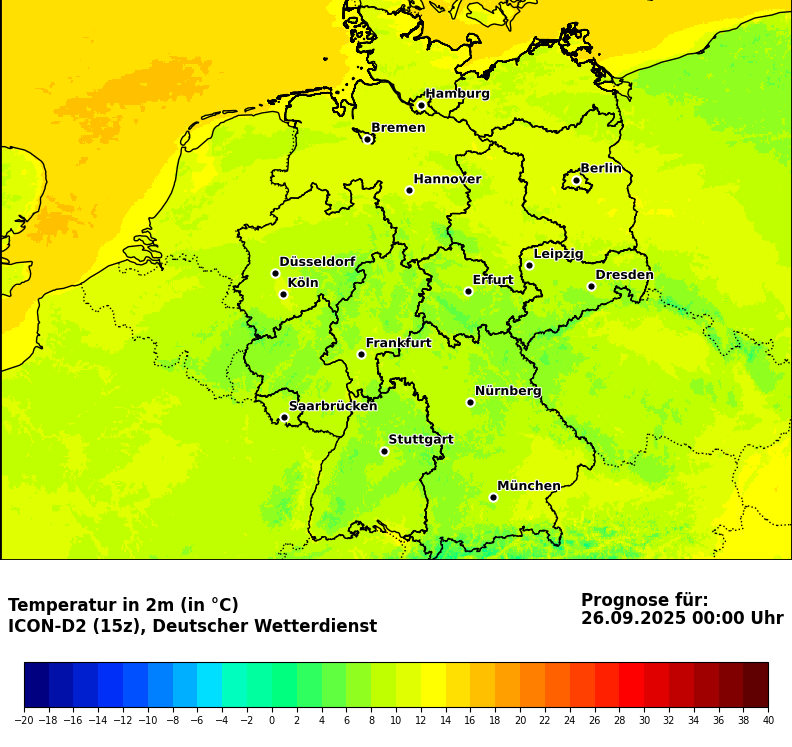 Hamburg
Bremen
Berlin
Hannover
Leipzig
Düsseldorf
Dresden
Köln
Erfurt
Frankfurt
Nürnberg
Saarbrücken
Stuttgart
München
Temperatur in 2m (in °C)
ICON-D2 (15z), Deutscher Wetterdienst
Prognose für:
26.09.2025 00:00 Uhr
−20 −18 −16 −14 −12 −10 −8 −6 −4 −2 0 2 4 6 8 10 12 14 16 18 20 22 24 26 28 30 32 34 36 38 40